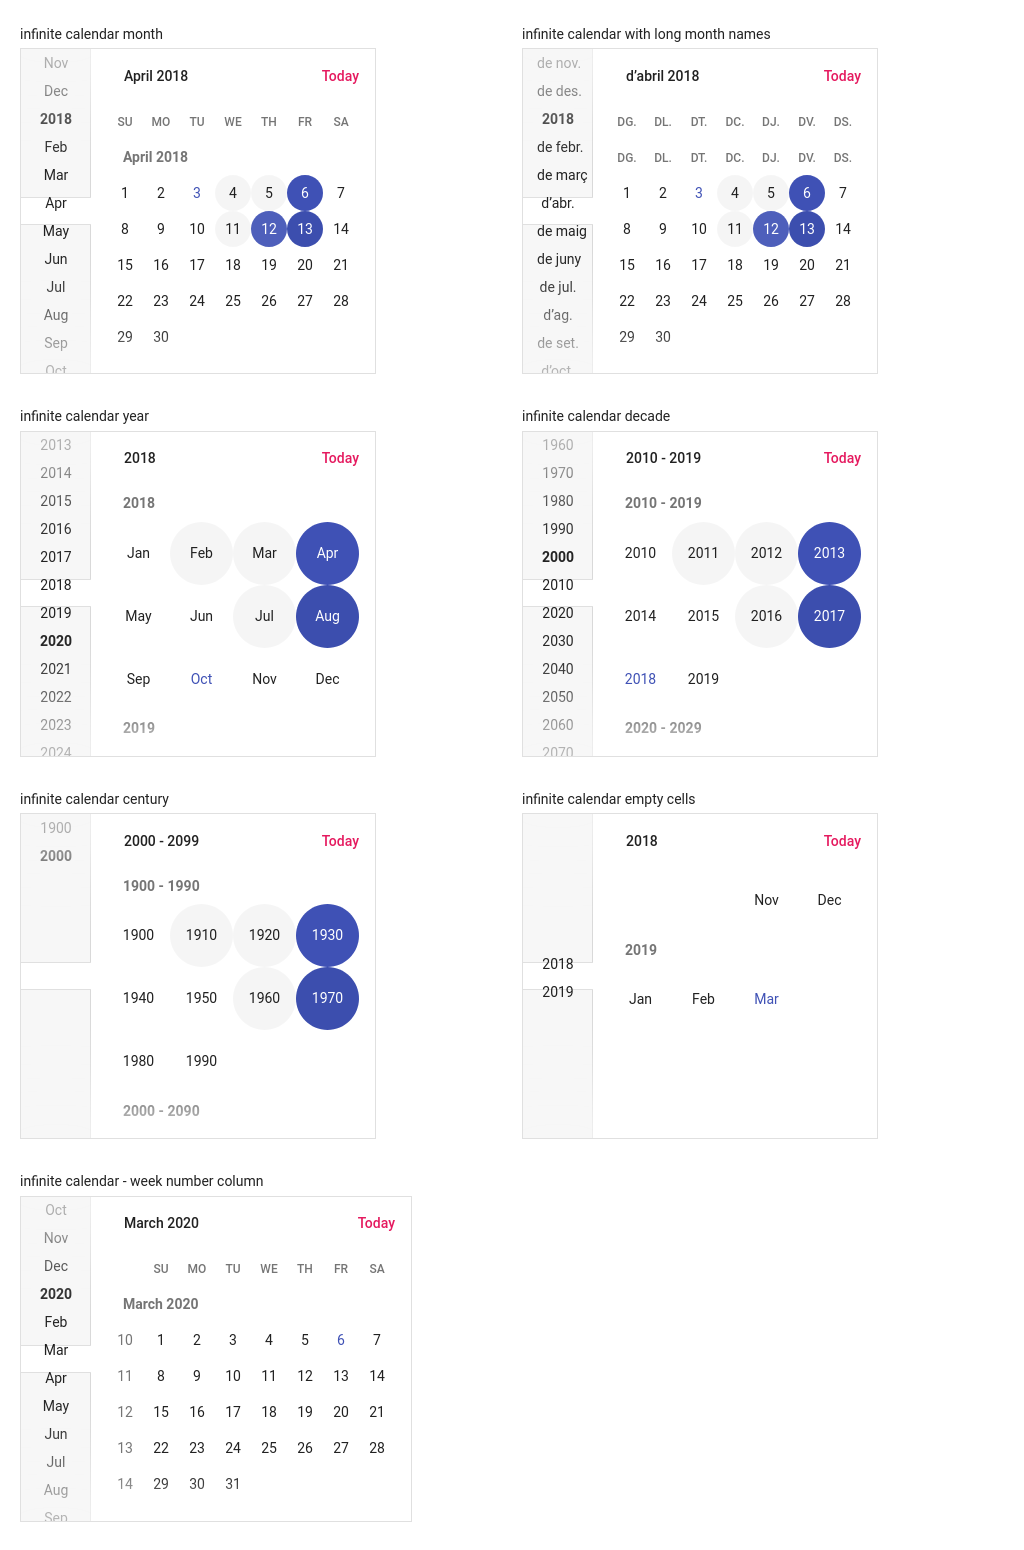 infinite calendar month
Nov
Dec
2018
Feb
Mar
Apr
May
Jun
Jul
Aug
Sep
Oct
April 2018 Today
SU MO TU WE TH FR SA
April 2018
1 2 3 4 5 6 7
8 9 10 11 12 13 14
15 16 17 18 19 20 21
22 23 24 25 26 27 28
29 30
infinite calendar with long month names
de nov.
de des.
2018
de febr.
de març
d’abr.
de maig
de juny
de jul.
d’ag.
de set.
d’oct.
d’abril 2018 Today
DG. DL. DT. DC. DJ. DV. DS.
DG. DL. DT. DC. DJ. DV. DS.
1 2 3 4 5 6 7
8 9 10 11 12 13 14
15 16 17 18 19 20 21
22 23 24 25 26 27 28
29 30
infinite calendar year
2013
2014
2015
2016
2017
2018
2019
2020
2021
2022
2023
2024
2018 Today
2018
Jan Feb Mar Apr
May Jun Jul Aug
Sep Oct Nov Dec
2019
infinite calendar decade
1960
1970
1980
1990
2000
2010
2020
2030
2040
2050
2060
2070
2010 - 2019 Today
2010 - 2019
2010 2011 2012 2013
2014 2015 2016 2017
2018 2019
2020 - 2029
infinite calendar century
1900
2000
2000 - 2099 Today
1900 - 1990
1900 1910 1920 1930
1940 1950 1960 1970
1980 1990
2000 - 2090
infinite calendar empty cells
2018
2019
2018 Today
Nov Dec
2019
Jan Feb Mar
infinite calendar - week number column
Oct
Nov
Dec
2020
Feb
Mar
Apr
May
Jun
Jul
Aug
Sep
March 2020 Today
SU MO TU WE TH FR SA
March 2020
10 1 2 3 4 5 6 7
11 8 9 10 11 12 13 14
12 15 16 17 18 19 20 21
13 22 23 24 25 26 27 28
14 29 30 31